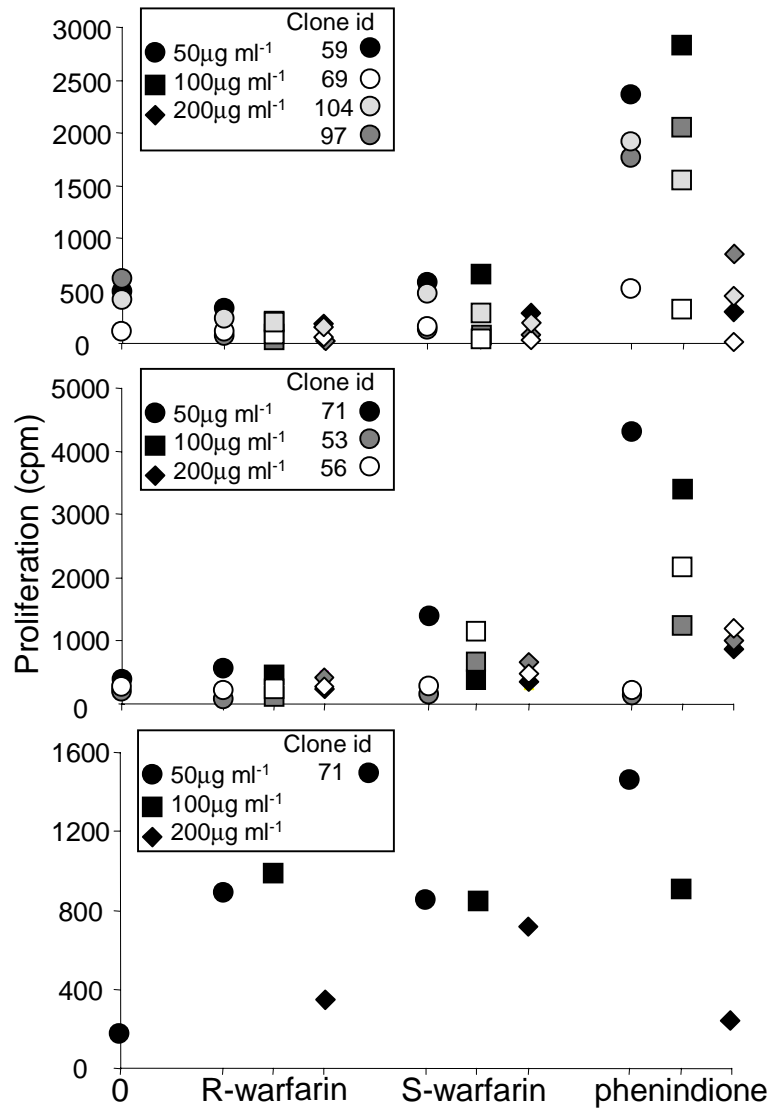 Proliferation (cpm)
3000
2500
2000
1500
1000
500
0
Clone id
50µg ml-1 59
100µg ml-1 69
200µg ml-1 104
97
5000
4000
3000
2000
1000
0
Clone id
50µg ml-1 71
100µg ml-1 53
200µg ml-1 56
1600
1200
800
400
0
Clone id
50µg ml-1 71
100µg ml-1
200µg ml-1
0 R-warfarin S-warfarin phenindione